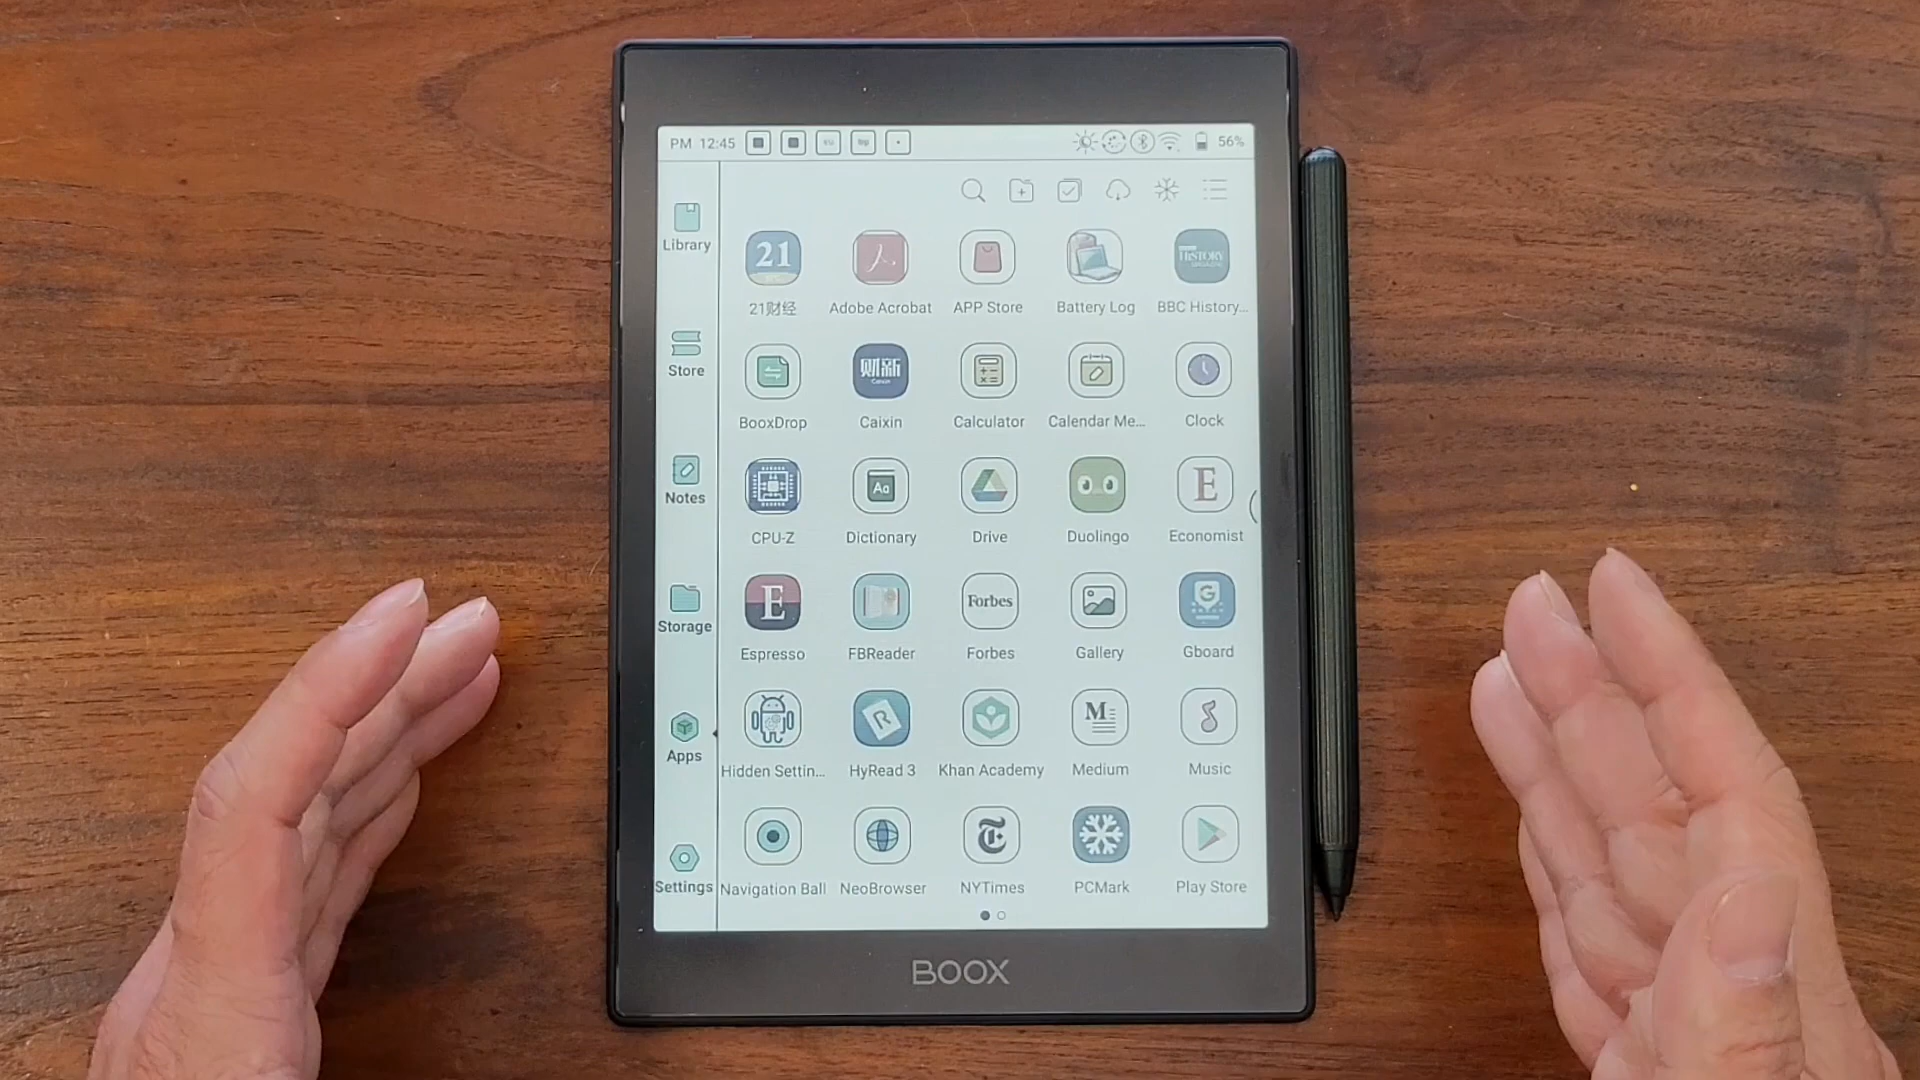 PM 12:45
56%
Library
Store
Notes
Storage
Apps
Settings
21
21财经
Adobe Acrobat
APP Store
Battery Log
HISTORY
BBC History...
BooxDrop
财新
Caixin
Caixin
Calculator
Calendar Me...
Clock
CPU-Z
Aa
Dictionary
Drive
Duolingo
E
Economist
E
Espresso
FBReader
Forbes
Forbes
Gallery
G
Gboard
Hidden Settin...
R
HyRead 3
Khan Academy
M
Medium
Music
Navigation Ball
NeoBrowser
T
NYTimes
PCMark
Play Store
BOOX